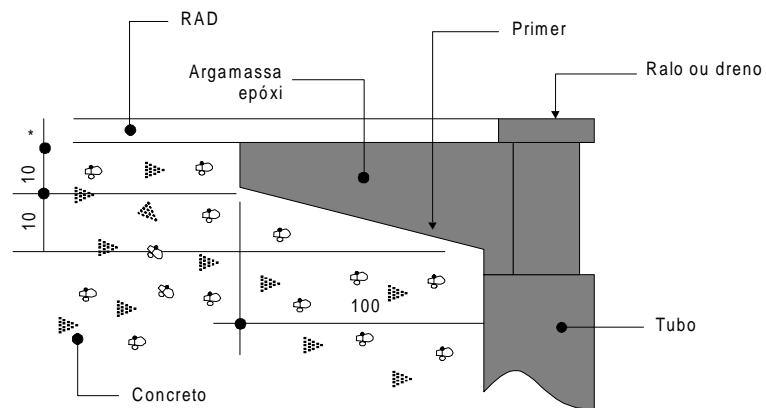 RAD
Primer
Ralo ou dreno
Argamassa
epóxi
*
10
10
100
Tubo
Concreto